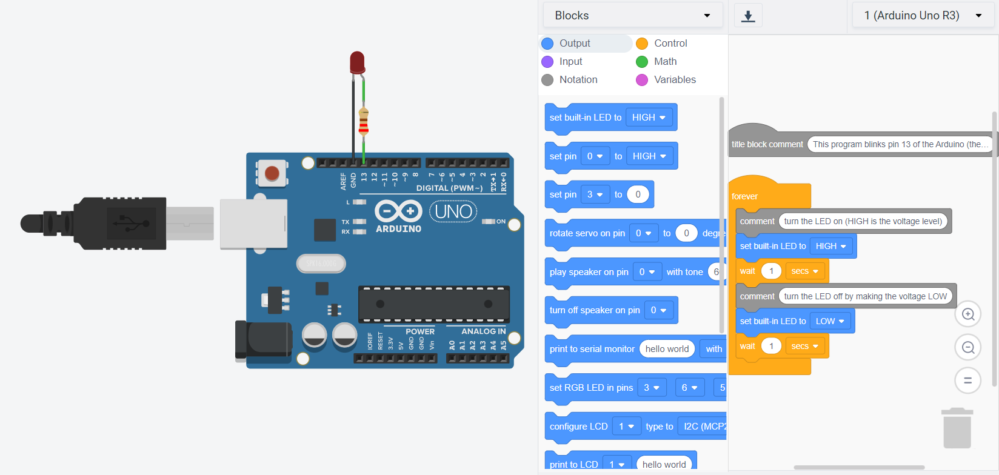 Blocks
1 (Arduino Uno R3)
Output
Control
Input
Math
Notation
Variables
set built-in LED to HIGH
set pin 0 to HIGH
set pin 3 to 0
rotate servo on pin 0 to 0 degre
play speaker on pin 0 with tone 6
turn off speaker on pin 0
print to serial monitor hello world with
set RGB LED in pins 3 6 5
configure LCD 1 type to I2C (MCP2
print to LCD 1 hello world
title block comment This program blinks pin 13 of the Arduino (the...
forever
comment turn the LED on (HIGH is the voltage level)
set built-in LED to HIGH
wait 1 secs
comment turn the LED off by making the voltage LOW
set built-in LED to LOW
wait 1 secs
AREF
GND
13
12
~11
~10
~9
8
7
~6
~5
4
~3
2
TX→1
RX←0
DIGITAL (PWM~)
L
TX
RX
ARDUINO
UNO
ON
POWER
ANALOG IN
IOREF
RESET
3.3V
5V
GND
GND
Vin
A0
A1
A2
A3
A4
A5